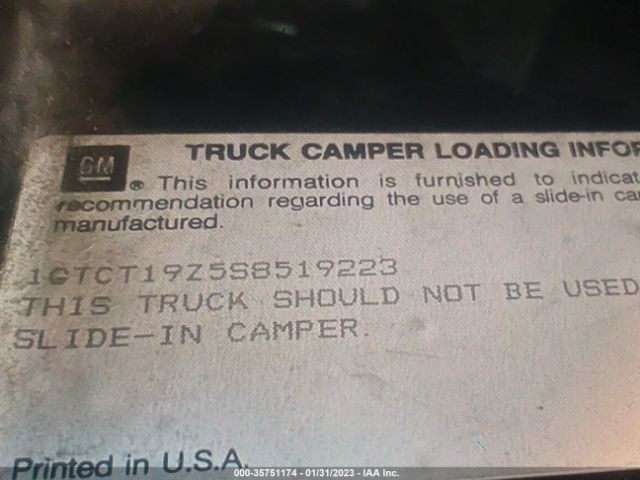 GM
TRUCK CAMPER LOADING INFOR
® This information is furnished to indicat
recommendation regarding the use of a slide-in ca
manufactured.
1GTCT19Z5S8519223
THIS TRUCK SHOULD NOT BE USED
SLIDE-IN CAMPER.
Printed in U.S.A.
000-35751174 - 01/31/2023 - IAA Inc.